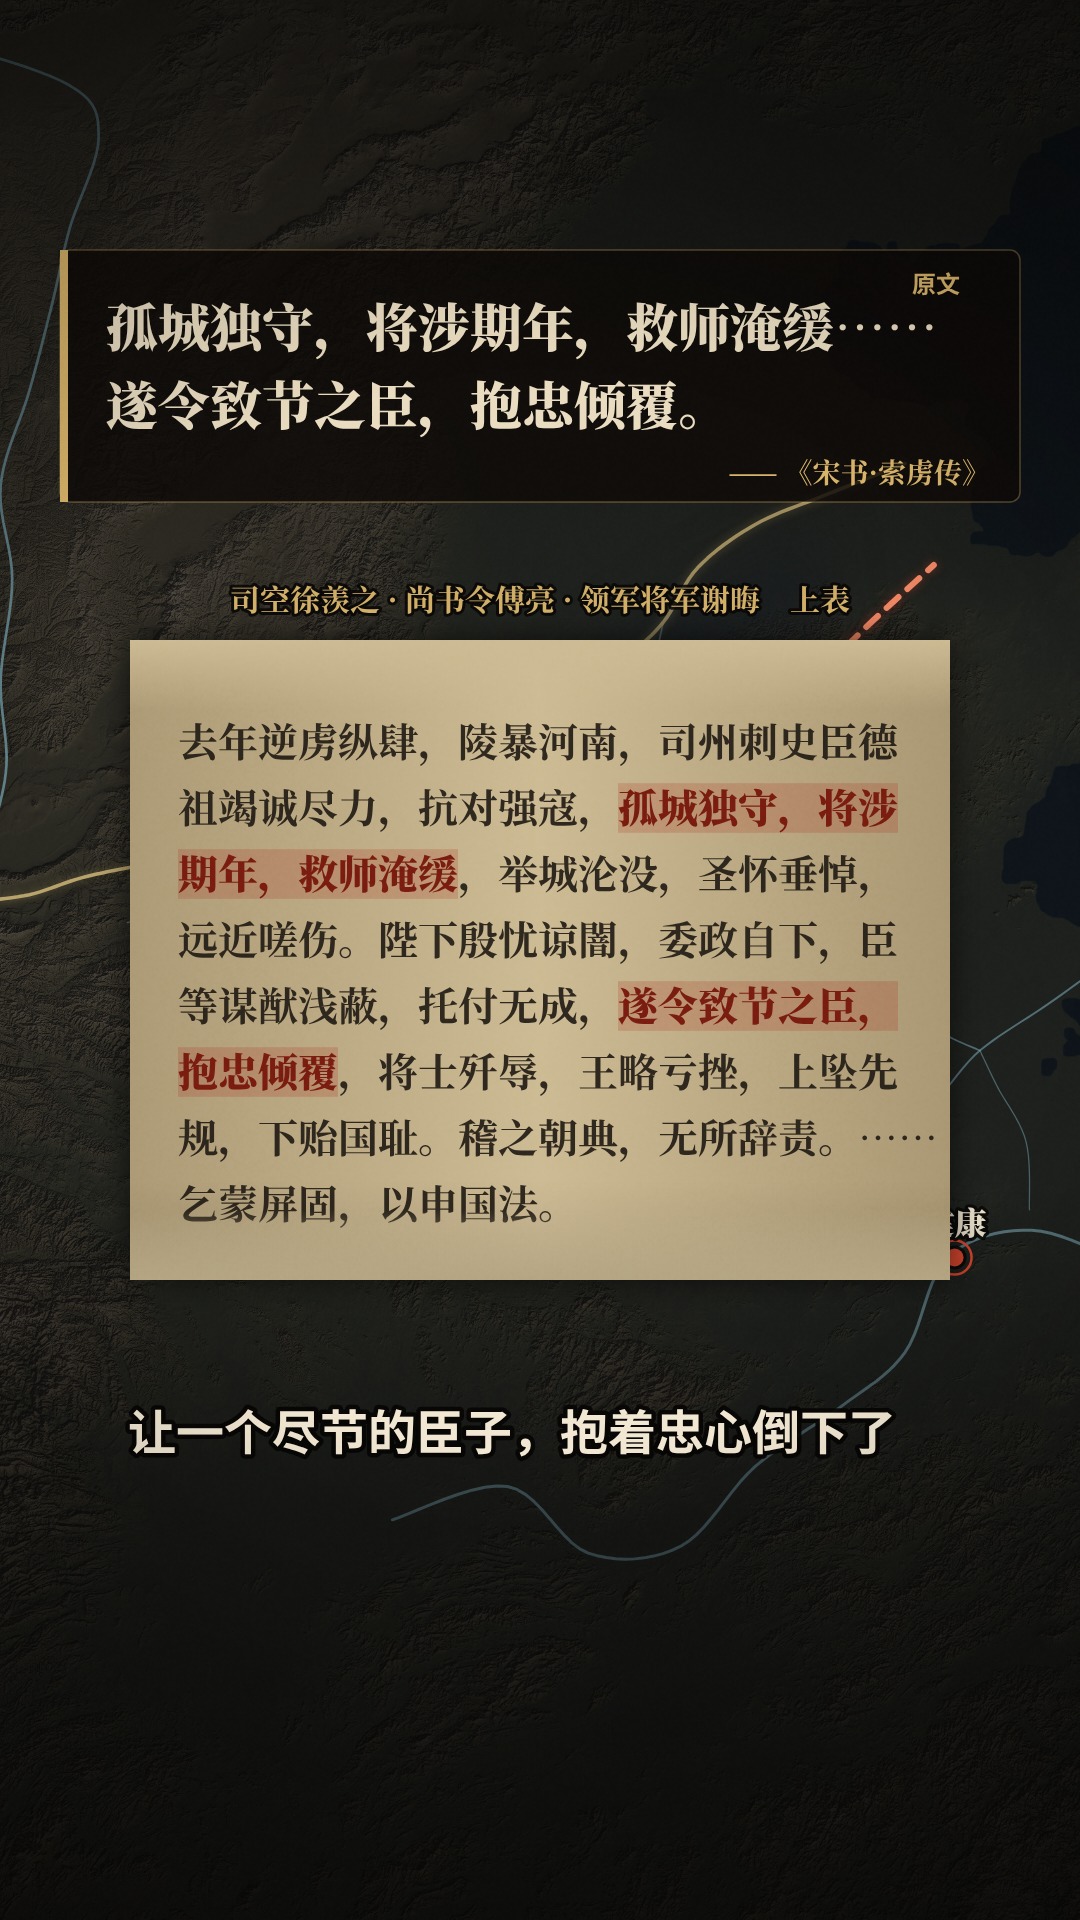 原文
孤城独守，将涉期年，救师淹缓……
遂令致节之臣，抱忠倾覆。
——《宋书·索虏传》
司空徐羡之·尚书令傅亮·领军将军谢晦　上表
去年逆虏纵肆，陵暴河南，司州刺史臣德
祖竭诚尽力，抗对强寇，孤城独守，将涉
期年，救师淹缓，举城沦没，圣怀垂悼，
远近嗟伤。陛下殷忧谅闇，委政自下，臣
等谋猷浅蔽，托付无成，遂令致节之臣，
抱忠倾覆，将士歼辱，王略亏挫，上坠先
规，下贻国耻。稽之朝典，无所辞责。……
乞蒙屏固，以申国法。
康
让一个尽节的臣子，抱着忠心倒下了